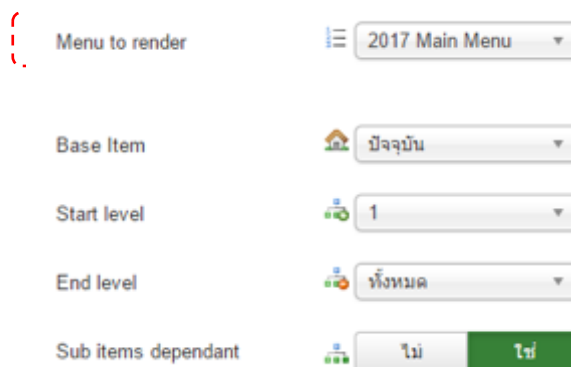 Menu to render 2017 Main Menu
Base Item ปัจจุบัน
Start level 1
End level ทั้งหมด
Sub items dependant ไม่ ใช่